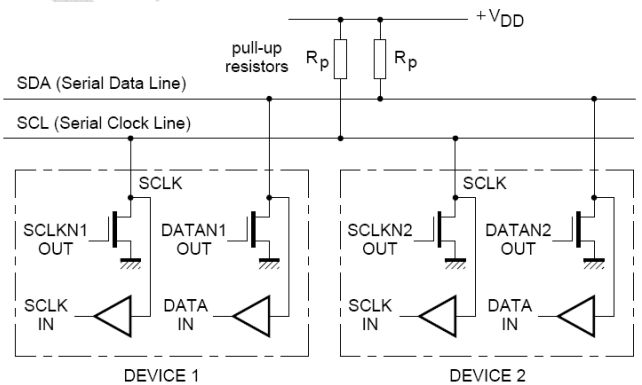 +VDD
pull-up
resistors
Rp
Rp
SDA (Serial Data Line)
SCL (Serial Clock Line)
SCLK
SCLK
SCLKN1
OUT
DATAN1
OUT
SCLKN2
OUT
DATAN2
OUT
SCLK
IN
DATA
IN
SCLK
IN
DATA
IN
DEVICE 1
DEVICE 2